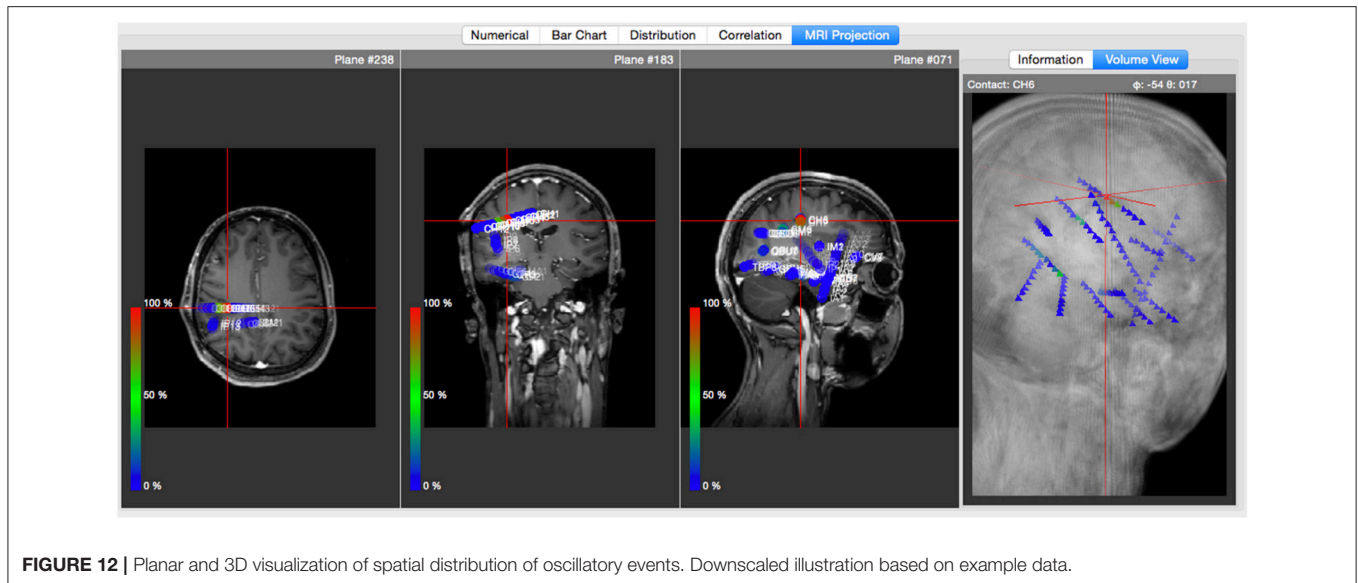 Numerical Bar Chart Distribution Correlation MRI Projection
Plane #238
Plane #183
Plane #071
Information Volume View
Contact: CH6 φ: -54 θ: 017
100 %
50 %
0 %
100 %
50 %
0 %
100 %
50 %
0 %
CH6
IM2
FIGURE 12 | Planar and 3D visualization of spatial distribution of oscillatory events. Downscaled illustration based on example data.